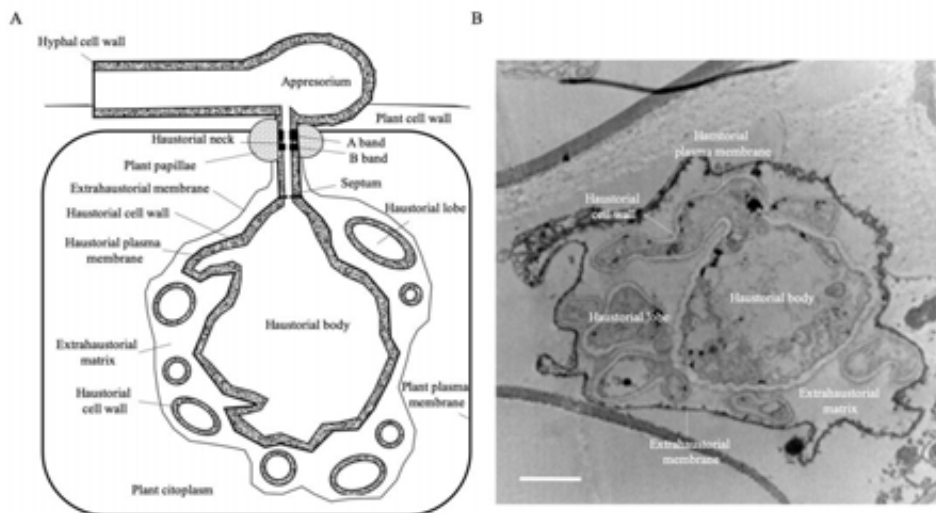 A
Hyphal cell wall
Appresorium
Plant cell wall
Haustorial neck
A band
B band
Plant papillae
Extrahaustorial membrane
Septum
Haustorial cell wall
Haustorial lobe
Haustorial plasma
membrane
Haustorial body
Extrahaustorial
matrix
Haustorial
cell wall
Plant plasma
membrane
Plant citoplasm
B
Haustorial
plasma membrane
Haustorial
cell wall
Haustorial body
Haustorial lobe
Extrahaustorial
matrix
Extrahaustorial
membrane